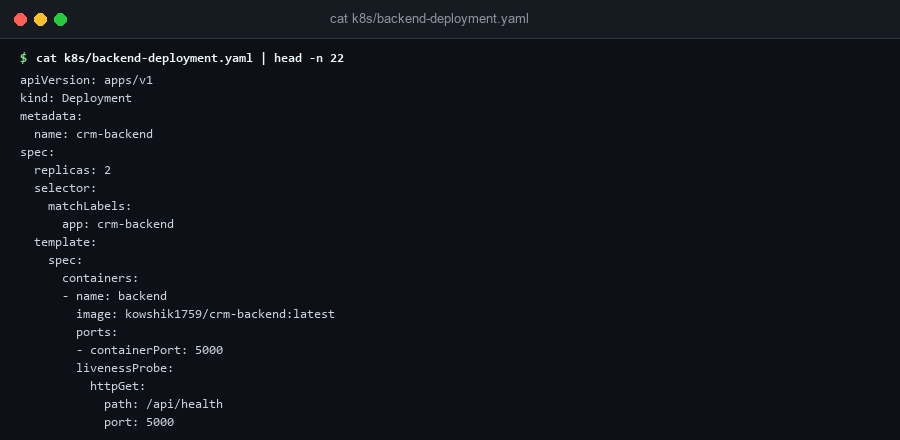 cat k8s/backend-deployment.yaml
$ cat k8s/backend-deployment.yaml | head -n 22
apiVersion: apps/v1
kind: Deployment
metadata:
  name: crm-backend
spec:
  replicas: 2
  selector:
    matchLabels:
      app: crm-backend
  template:
    spec:
      containers:
      - name: backend
        image: kowshik1759/crm-backend:latest
        ports:
        - containerPort: 5000
        livenessProbe:
          httpGet:
            path: /api/health
            port: 5000